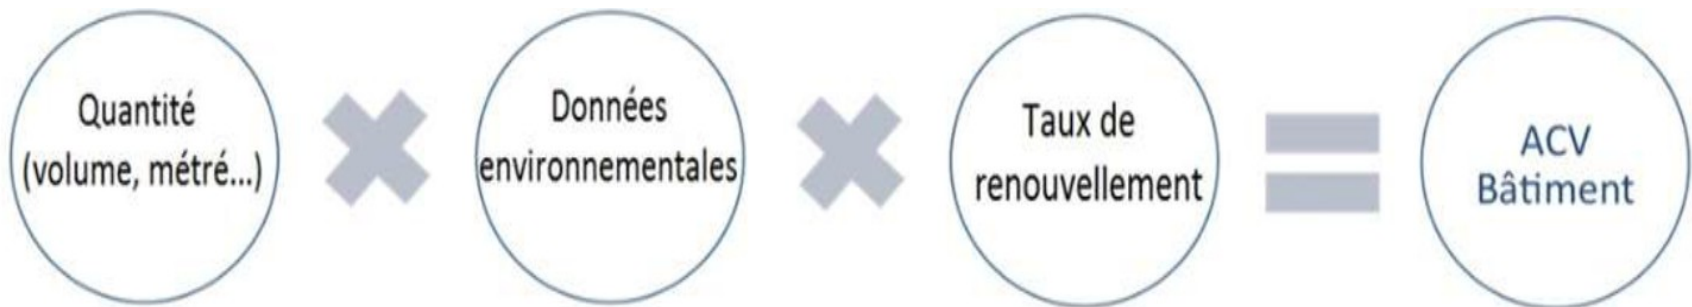 Quantité
(volume, métré...)
Données
environnementales
Taux de
renouvellement
ACV
Bâtiment